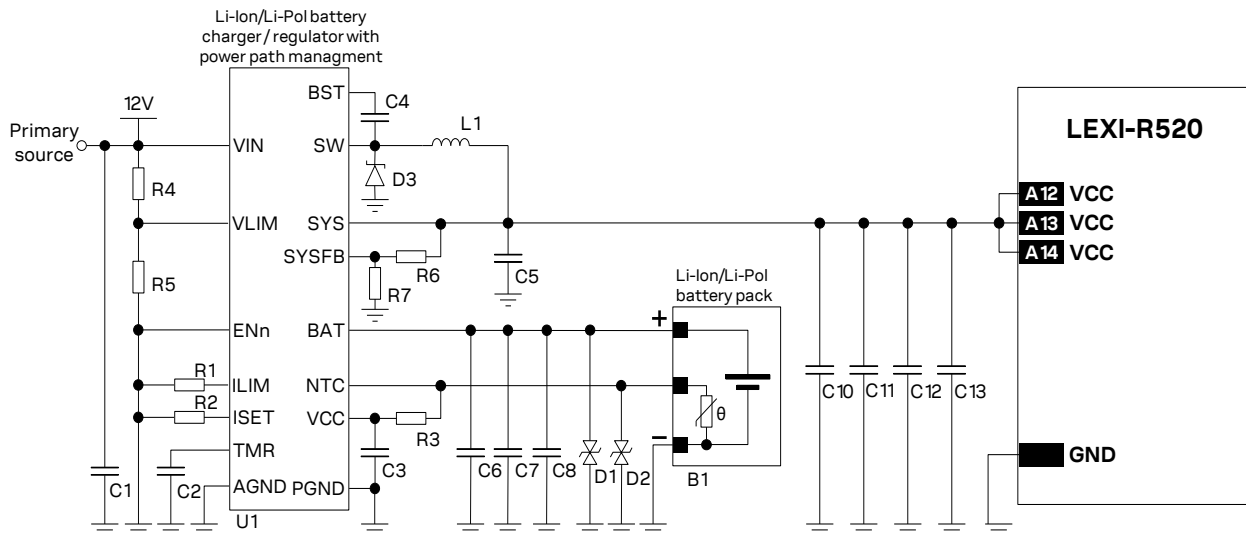 Li-Ion/Li-Pol battery
charger / regulator with
power path managment
12V
Primary
source
VIN
VLIM
ENn
ILIM
ISET
TMR
AGND
BST
SW
SYS
SYSFB
BAT
NTC
VCC
PGND
U1
R4
R5
R1
R2
C1
C2
C4
L1
D3
R6
R7
C5
R3
C3
C6
C7
C8
D1
D2
Li-Ion/Li-Pol
battery pack
+
θ
–
B1
C10
C11
C12
C13
LEXI-R520
A12 VCC
A13 VCC
A14 VCC
GND